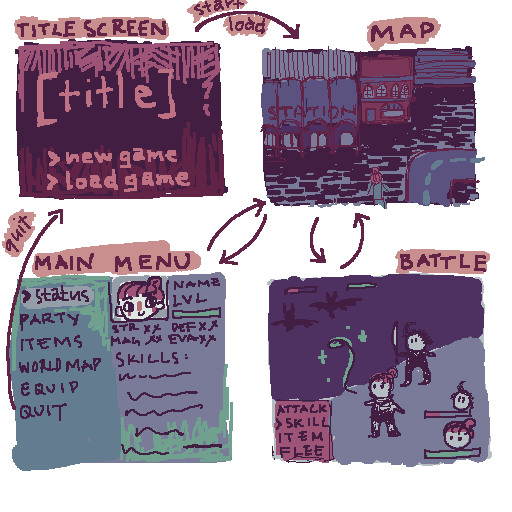 start
load
TITLE SCREEN
MAP
[title]
> new game
> load game
STATION
quit
MAIN MENU
BATTLE
> status
PARTY
ITEMS
WORLD MAP
EQUIP
QUIT
NAME
LVL
STR XX DEF XX
MAG XX EVA XX
SKILLS:
ATTACK
> SKILL
ITEM
FLEE